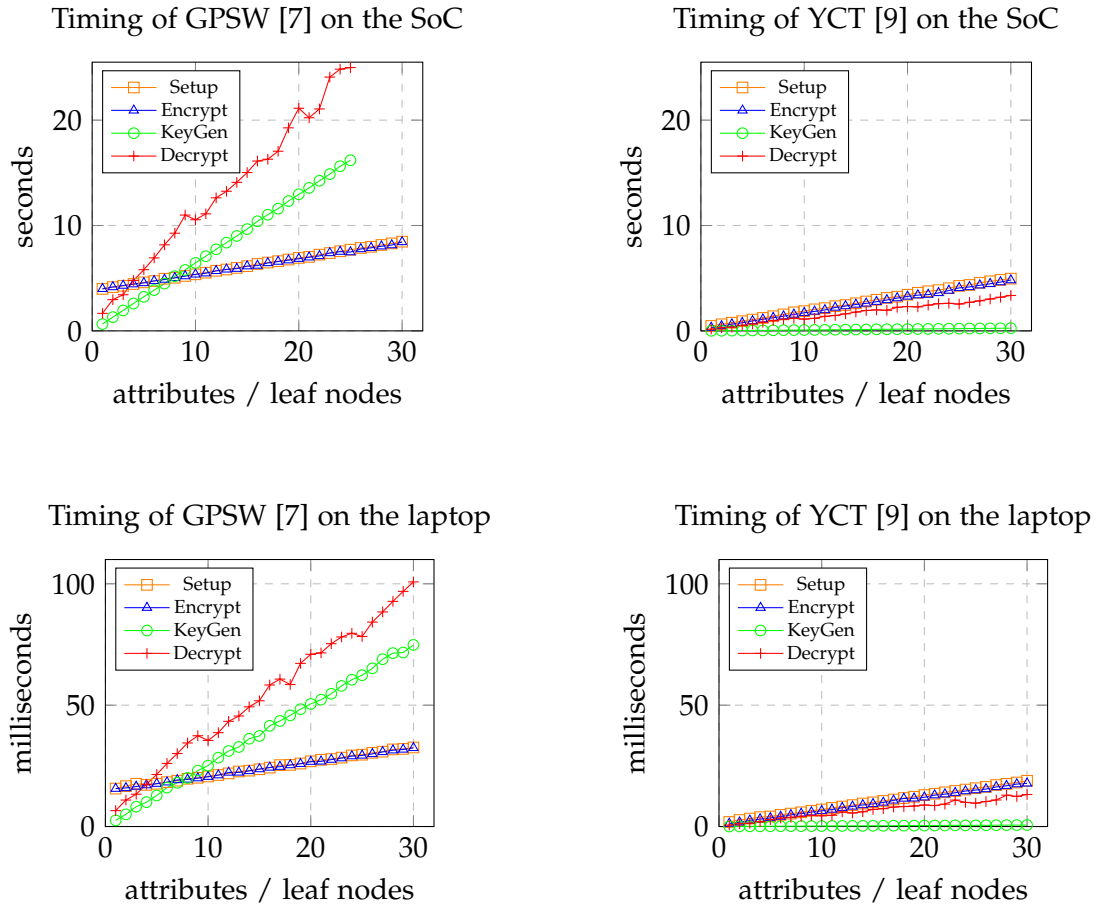 Timing of GPSW [7] on the SoC
Setup
Encrypt
KeyGen
Decrypt
seconds
20
10
0
0
10
20
30
attributes / leaf nodes
Timing of YCT [9] on the SoC
Setup
Encrypt
KeyGen
Decrypt
seconds
20
10
0
0
10
20
30
attributes / leaf nodes
Timing of GPSW [7] on the laptop
Setup
Encrypt
KeyGen
Decrypt
milliseconds
100
50
0
0
10
20
30
attributes / leaf nodes
Timing of YCT [9] on the laptop
Setup
Encrypt
KeyGen
Decrypt
milliseconds
100
50
0
0
10
20
30
attributes / leaf nodes